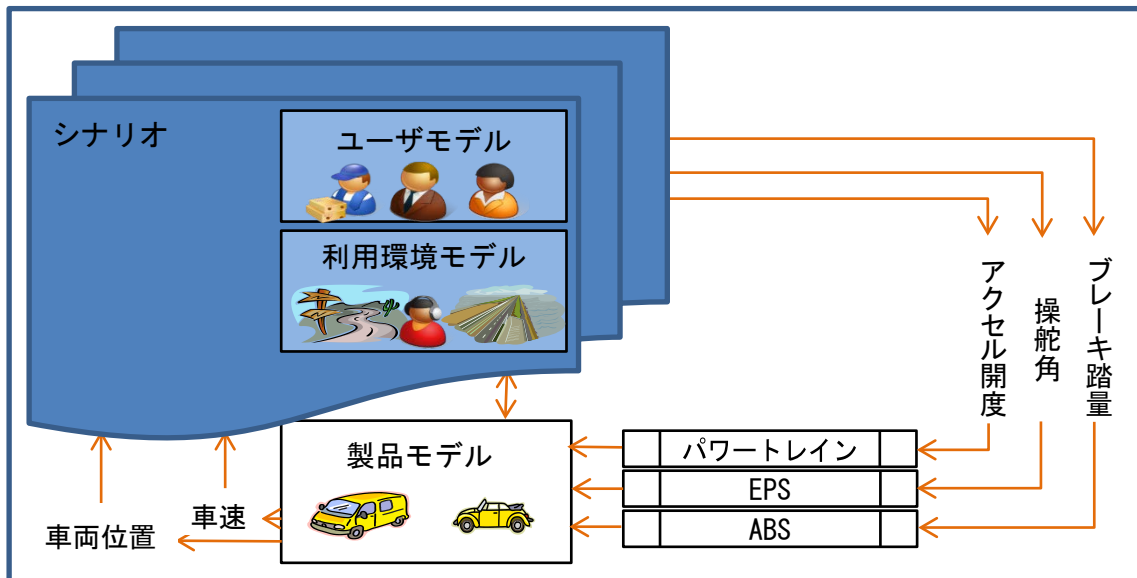 シナリオ
ユーザモデル
利用環境モデル
アクセル開度
操舵角
ブレーキ踏量
製品モデル
パワートレイン
EPS
ABS
車速
車両位置